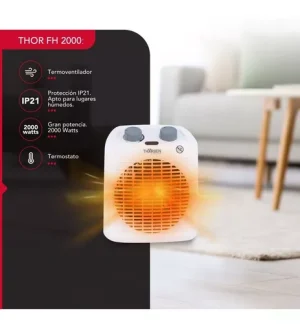 THOR FH 2000:
Termoventilador
IP21
Protección IP21.
Apto para lugares
húmedos.
2000
watts
Gran potencia.
2000 Watts
Termostato